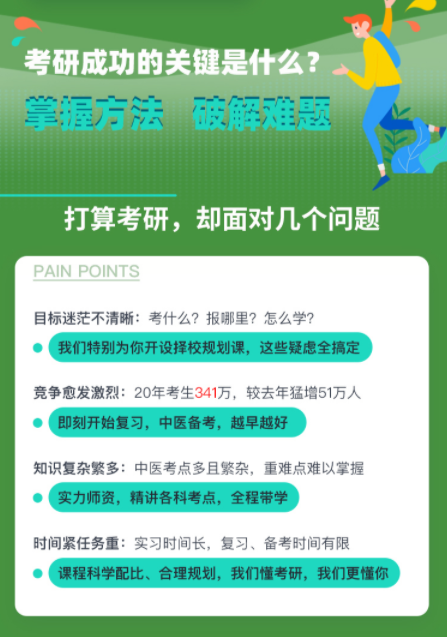 考研成功的关键是什么？
掌握方法 破解难题
打算考研，却面对几个问题
PAIN POINTS
目标迷茫不清晰：考什么？报哪里？怎么学？
我们特别为你开设择校规划课，这些疑虑全搞定
竞争愈发激烈：20年考生341万，较去年猛增51万人
即刻开始复习，中医备考，越早越好
知识复杂繁多：中医考点多且繁杂，重难点难以掌握
实力师资，精讲各科考点，全程带学
时间紧任务重：实习时间长，复习、备考时间有限
课程科学配比、合理规划，我们懂考研，我们更懂你